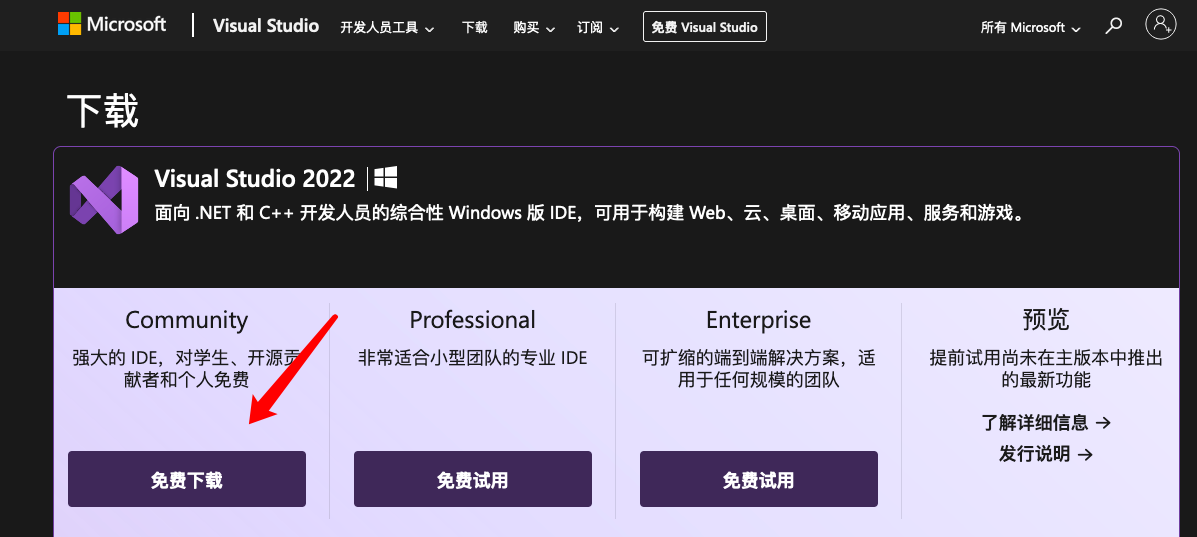 Microsoft Visual Studio 开发人员工具 下载 购买 订阅 免费 Visual Studio 所有 Microsoft
下载
Visual Studio 2022
面向 .NET 和 C++ 开发人员的综合性 Windows 版 IDE，可用于构建 Web、云、桌面、移动应用、服务和游戏。
Community
强大的 IDE，对学生、开源贡
献者和个人免费
免费下载
Professional
非常适合小型团队的专业 IDE
免费试用
Enterprise
可扩缩的端到端解决方案，适
用于任何规模的团队
免费试用
预览
提前试用尚未在主版本中推出
的最新功能
了解详细信息 →
发行说明 →